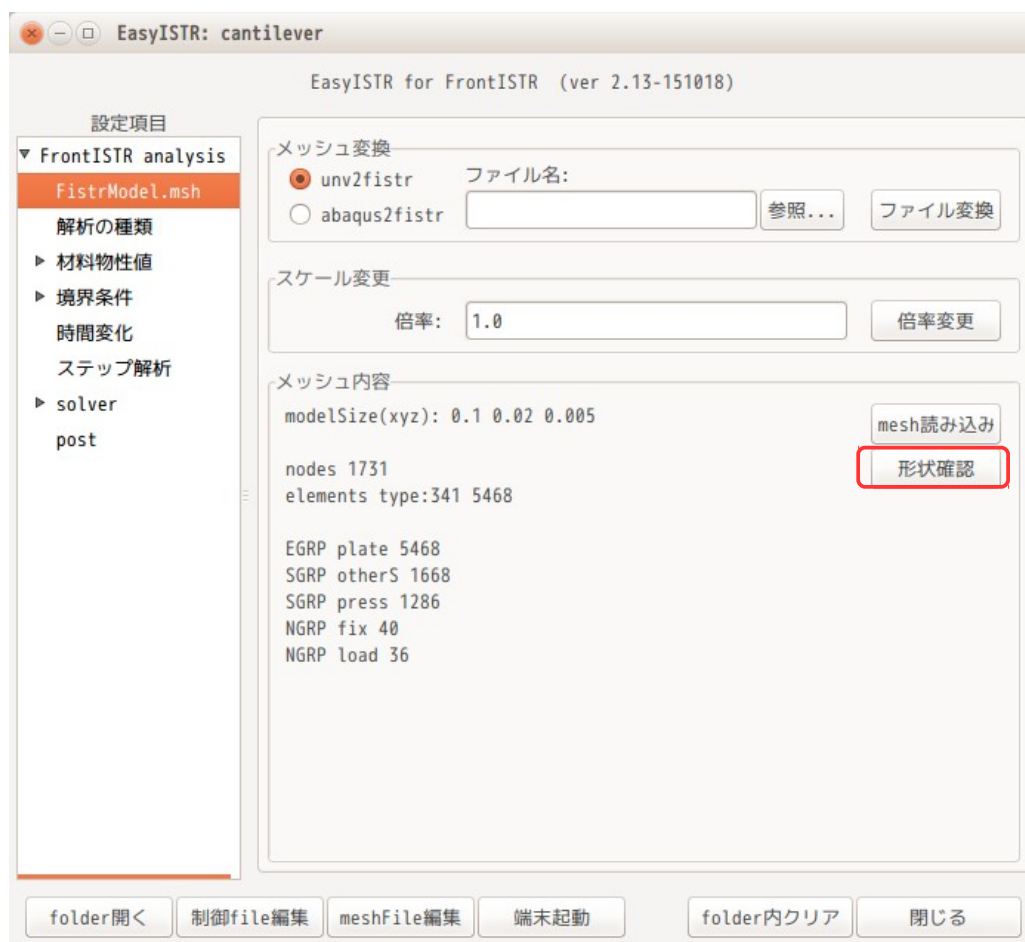 EasyISTR: cantilever
EasyISTR for FrontISTR (ver 2.13-151018)
設定項目
FrontISTR analysis
FistrModel.msh
解析の種類
材料物性値
境界条件
時間変化
ステップ解析
solver
post
メッシュ変換
unv2fistr
abaqus2fistr
ファイル名:
参照...
ファイル変換
スケール変更
倍率:
1.0
倍率変更
メッシュ内容
modelSize(xyz): 0.1 0.02 0.005
nodes 1731
elements type:341 5468
EGRP plate 5468
SGRP otherS 1668
SGRP press 1286
NGRP fix 40
NGRP load 36
mesh読み込み
形状確認
folder開く
制御file編集
meshFile編集
端末起動
folder内クリア
閉じる